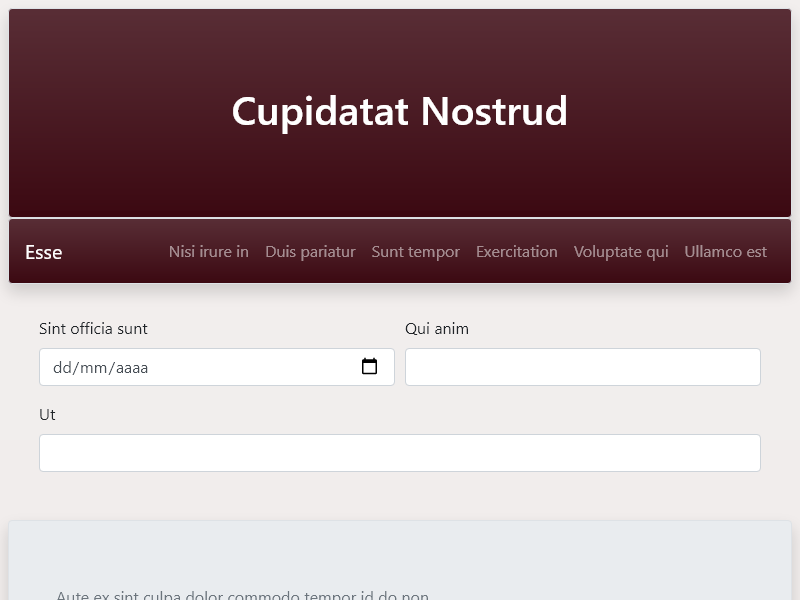 Cupidatat Nostrud
Esse Nisi irure in Duis pariatur Sunt tempor Exercitation Voluptate qui Ullamco est
Sint officia sunt Qui anim
dd/mm/aaaa
Ut
Aute ex sint culpa dolor commodo tempor id do non